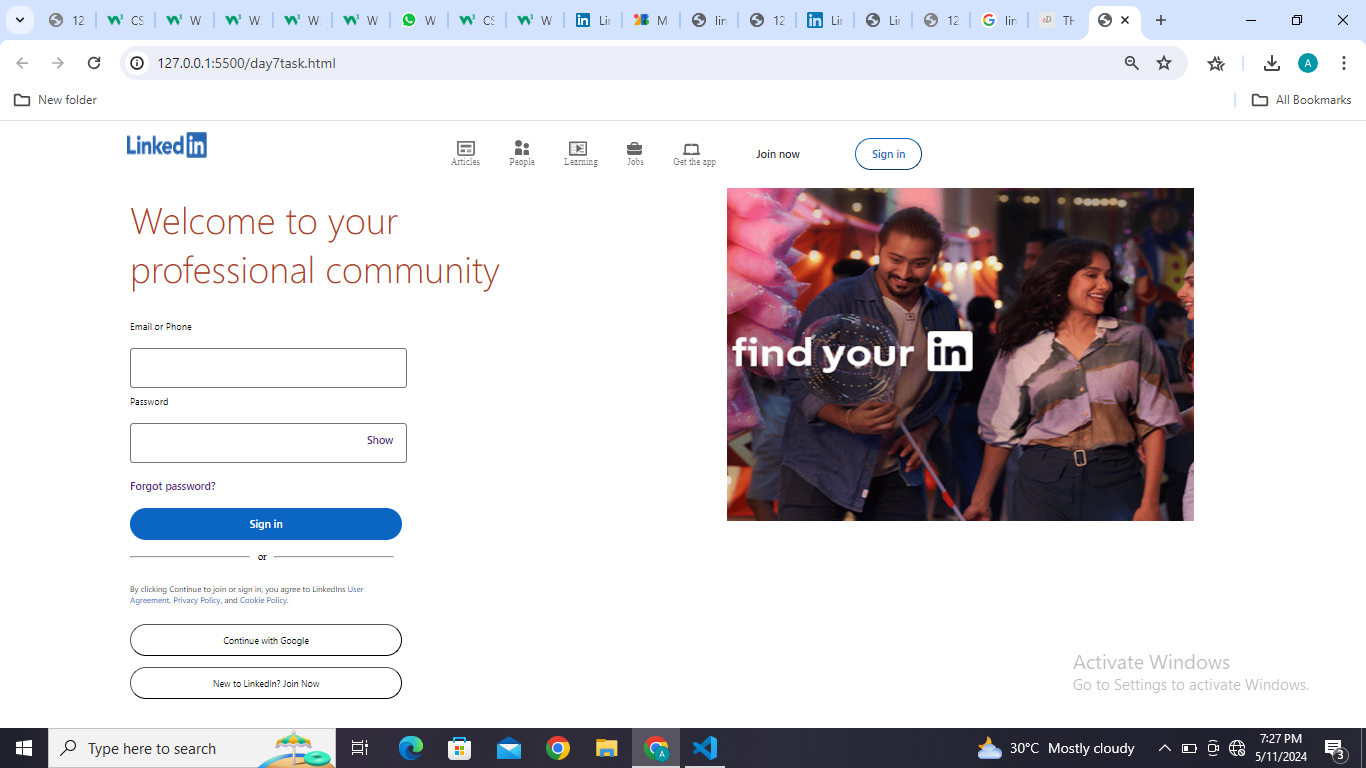 12
CS
W
W
W
W
W
CS
W
Lin
M
lin
12
Lin
Lin
12
lin
TH
127.0.0.1:5500/day7task.html
A
New folder
All Bookmarks
Linked in
Articles
People
Learning
Jobs
Get the app
Join now
Sign in
Welcome to your
professional community
Email or Phone
Password
Show
Forgot password?
Sign in
or
By clicking Continue to join or sign in, you agree to LinkedIns User
Agreement, Privacy Policy, and Cookie Policy.
Continue with Google
New to LinkedIn? Join Now
find your in
Activate Windows
Go to Settings to activate Windows.
Type here to search
30°C Mostly cloudy
7:27 PM
5/11/2024
3